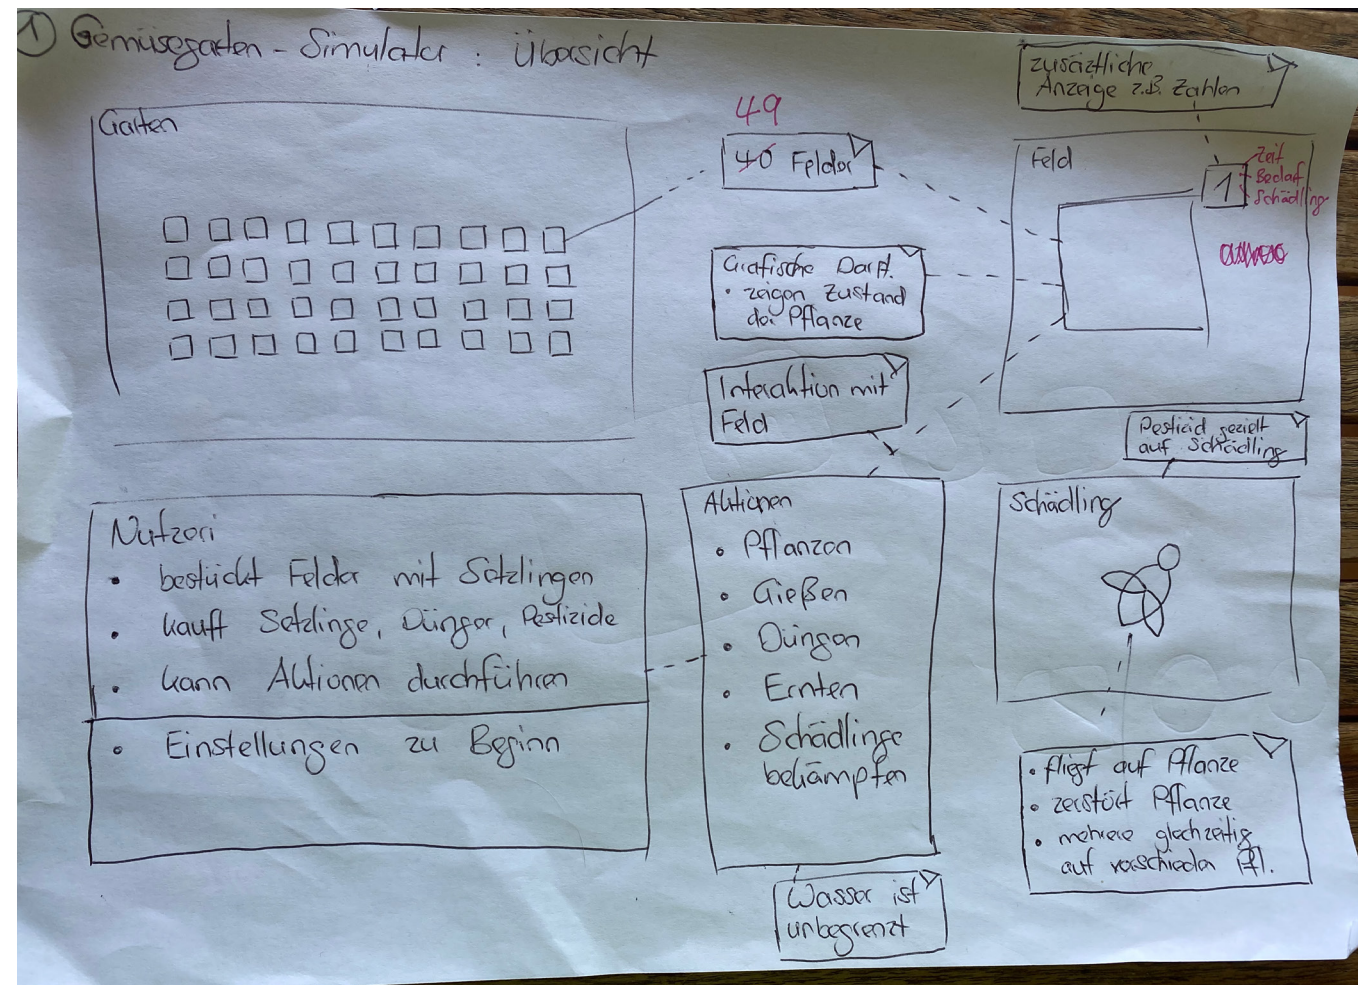 1 Gemüsegarten - Simulator : Übersicht
Garten
49
40 Felder
Grafische Darst.
• zeigen Zustand
der Pflanze
Interaktion mit
Feld
zusäztliche
Anzeige z.B. Zahlen
Feld
1
Zeit
Bedarf
Schädling
Nutzeri
• bestückt Felder mit Setzlingen
• kauft Setzlinge, Dünger, Pestizide
• kann Aktionen durchführen
• Einstellungen zu Beginn
Aktionen
• Pflanzen
• Gießen
• Düngen
• Ernten
• Schädlinge
bekämpfen
Wasser ist
unbegrenzt
Pestizid gezielt
auf Schädling
Schädling
• fliegt auf Pflanze
• zerstört Pflanze
• mehrere gleichzeitig
auf verschieden